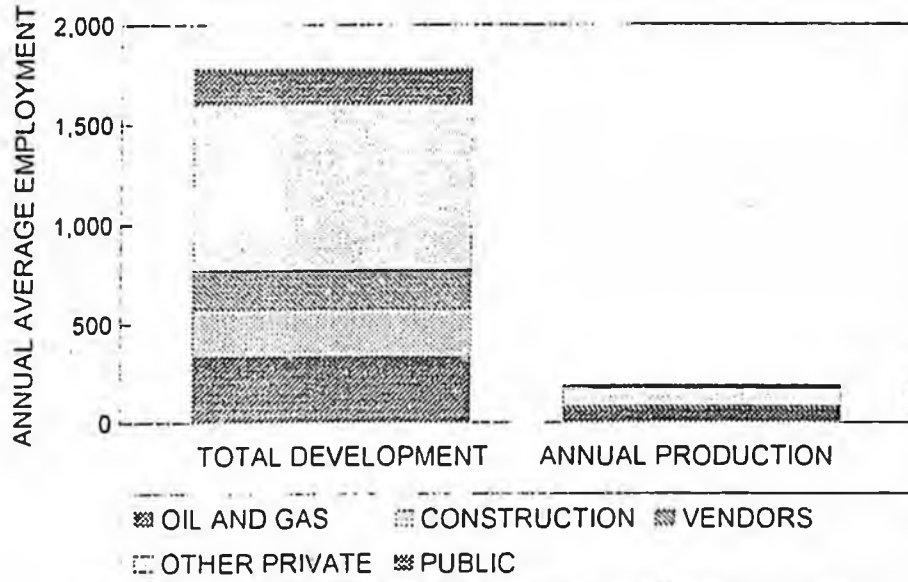 ANNUAL AVERAGE EMPLOYMENT
2,000
1,500
1,000
500
0
TOTAL DEVELOPMENT ANNUAL PRODUCTION
OIL AND GAS CONSTRUCTION VENDORS
OTHER PRIVATE PUBLIC